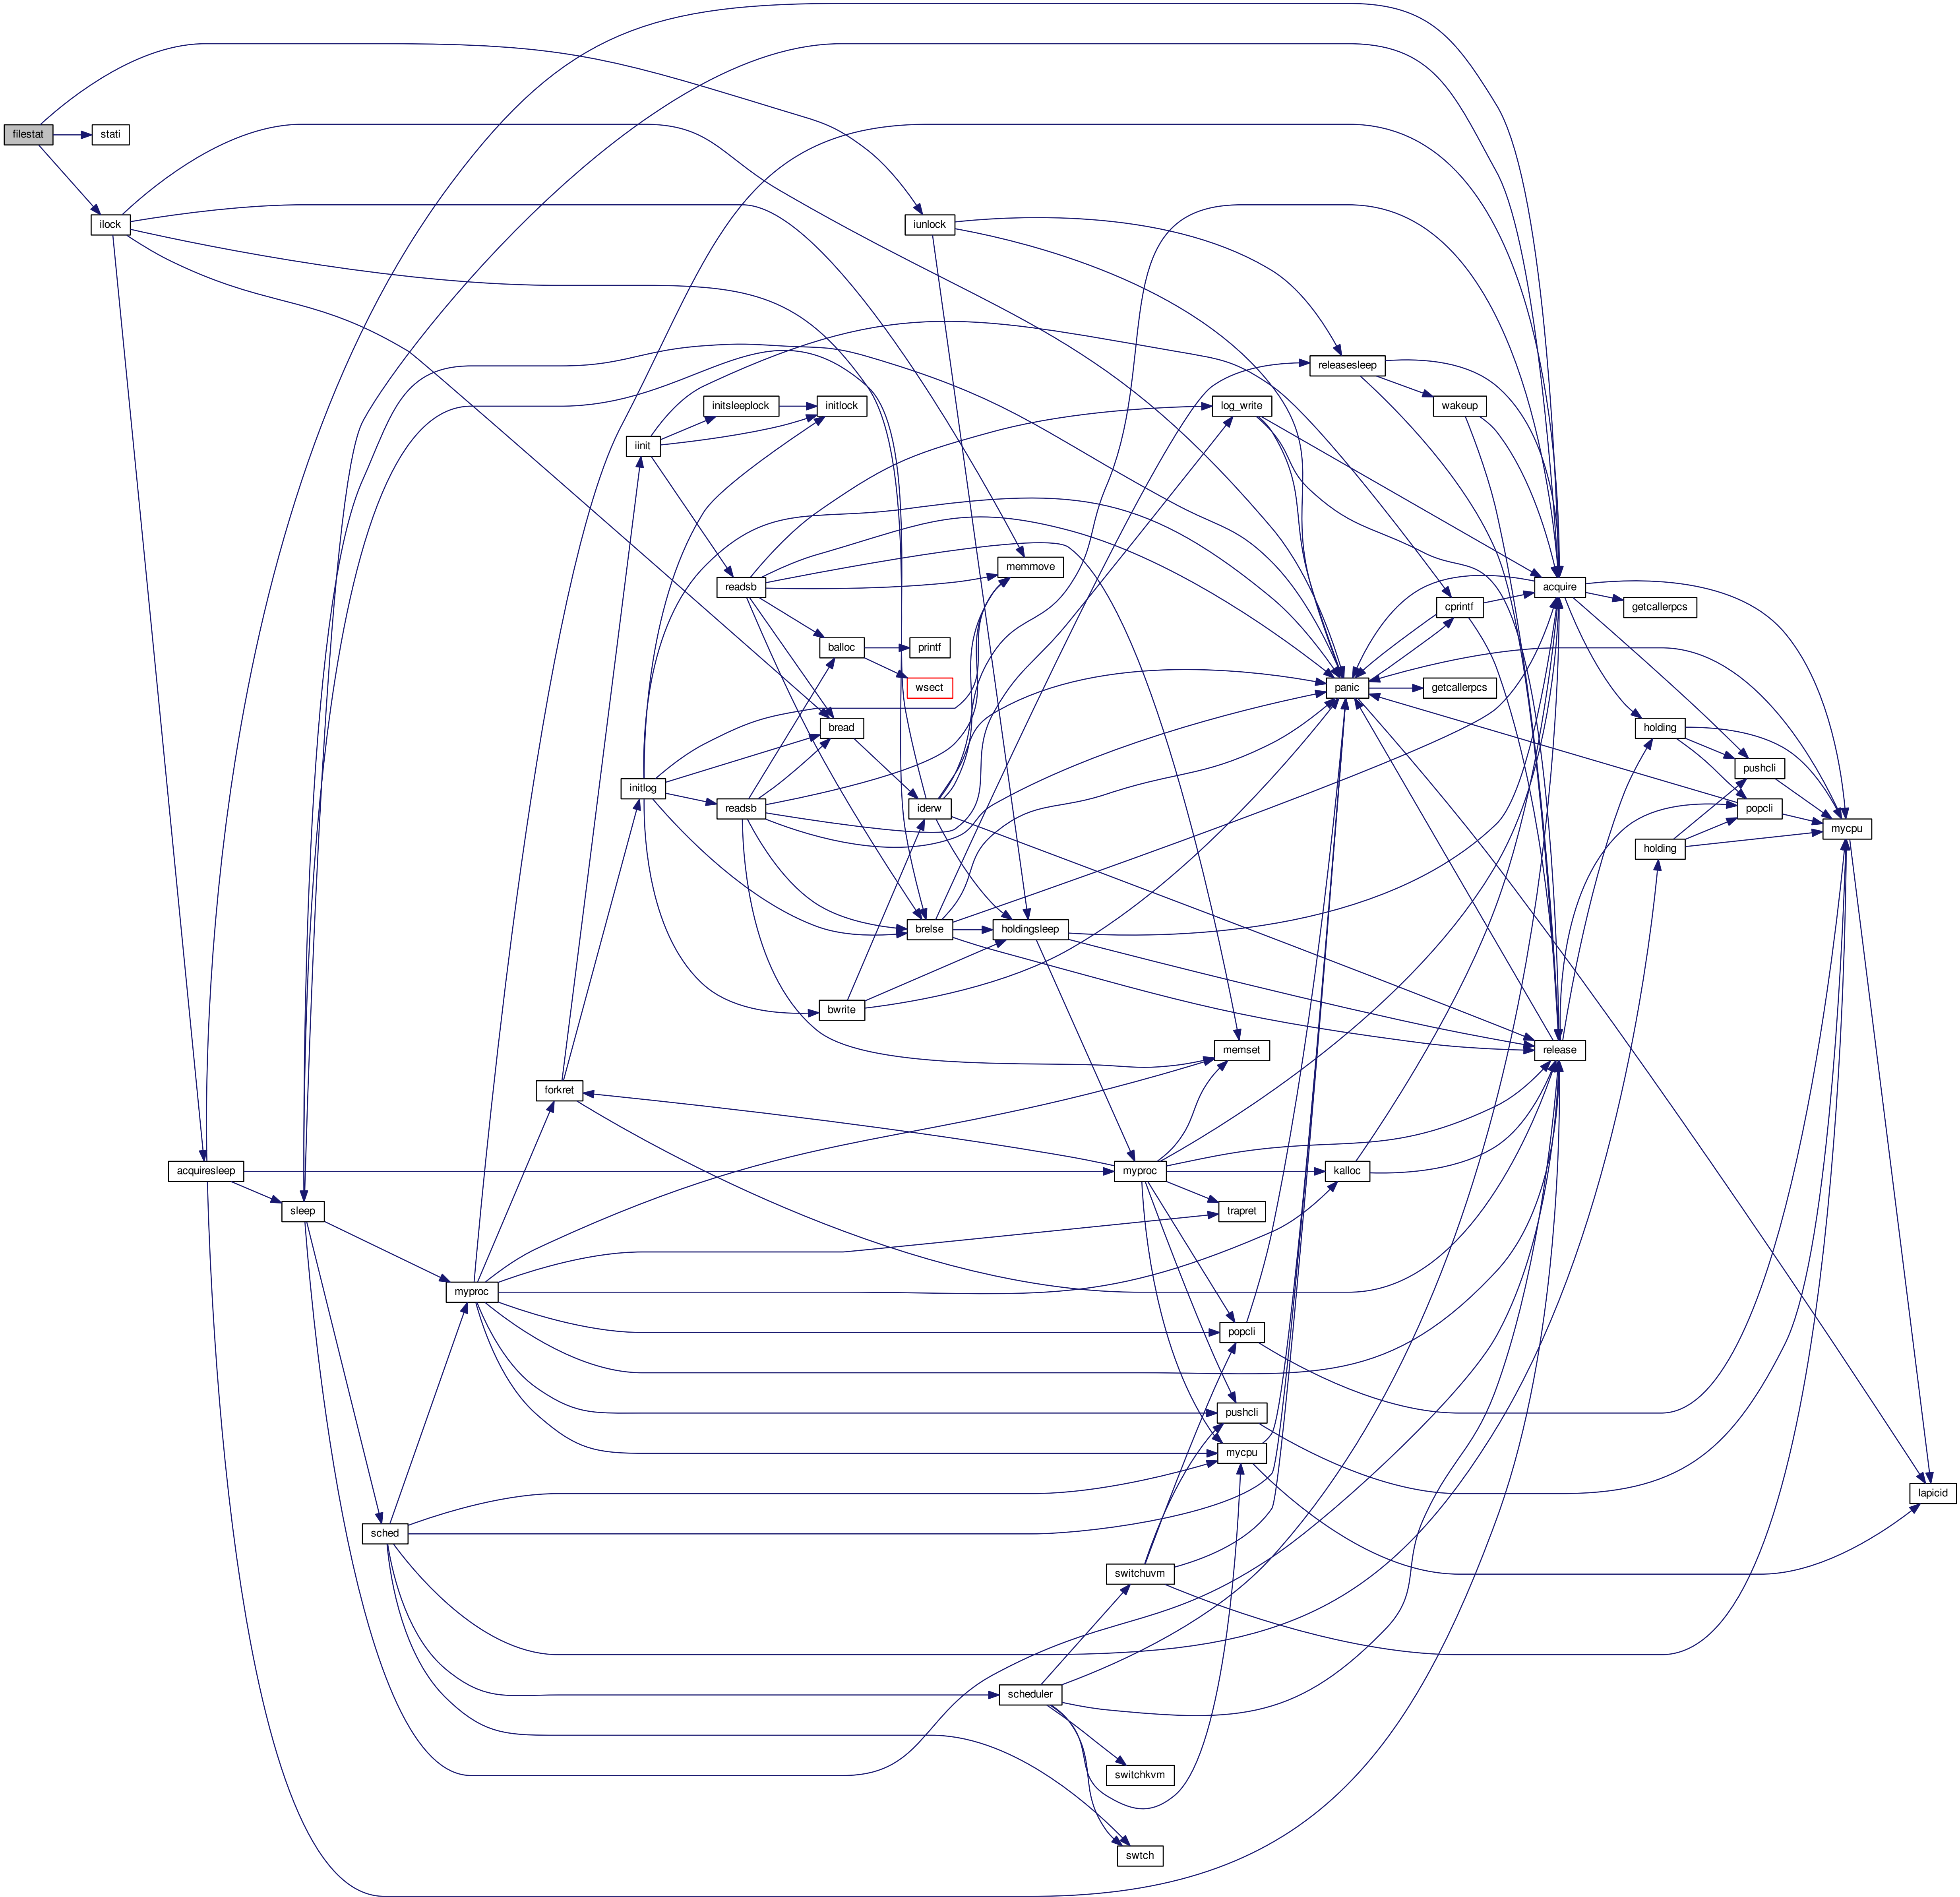 filestat
stati
ilock
iunlock
releasesleep
initsleeplock
initlock
log_write
wakeup
iinit
memmove
readsb
acquire
cprintf
getcallerpcs
balloc
printf
wsect
panic
getcallerpcs
bread
holding
pushcli
initlog
readsb
iderw
popcli
mycpu
holding
brelse
holdingsleep
bwrite
memset
release
forkret
acquiresleep
myproc
kalloc
sleep
trapret
myproc
popcli
pushcli
mycpu
lapicid
sched
switchuvm
scheduler
switchkvm
swtch